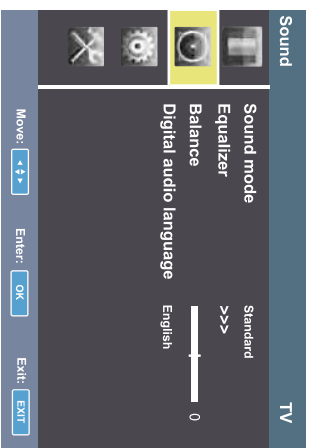 Sound TV
Sound mode Standard
Equalizer >>>
Balance 0
Digital audio language English
Move: Enter: OK Exit: EXIT